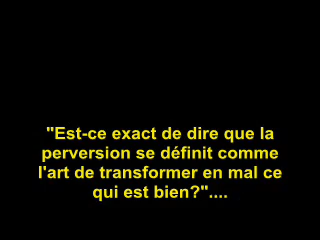 "Est-ce exact de dire que la
perversion se définit comme
l'art de transformer en mal ce
qui est bien?"....